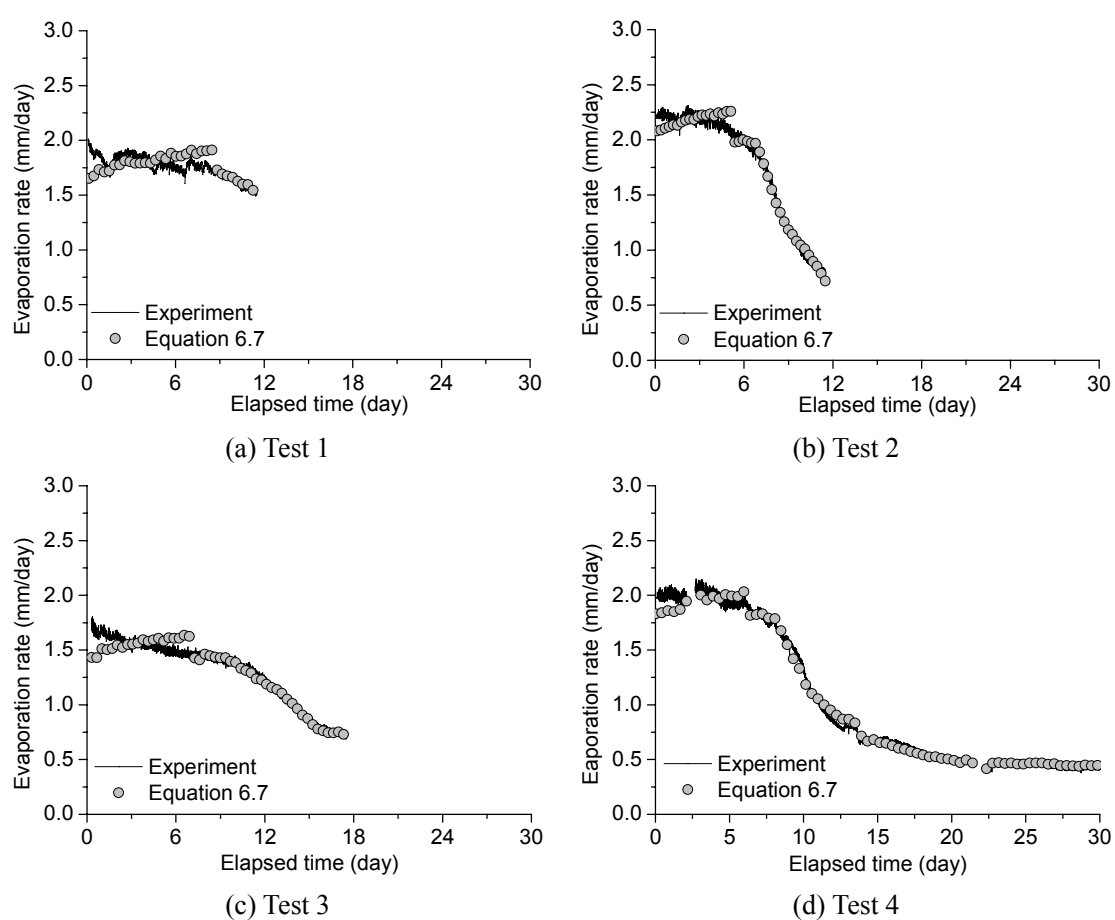 3.0
2.5
2.0
1.5
1.0
0.5
0.0
Evaporation rate (mm/day)
Experiment
Equation 6.7
0 6 12 18 24 30
Elapsed time (day)
(a) Test 1
3.0
2.5
2.0
1.5
1.0
0.5
0.0
Evaporation rate (mm/day)
Experiment
Equation 6.7
0 6 12 18 24 30
Elapsed time (day)
(b) Test 2
3.0
2.5
2.0
1.5
1.0
0.5
0.0
Evaporation rate (mm/day)
Experiment
Equation 6.7
0 6 12 18 24 30
Elapsed time (day)
(c) Test 3
3.0
2.5
2.0
1.5
1.0
0.5
0.0
Eaporation rate (mm/day)
Experiment
Equation 6.7
0 5 10 15 20 25 30
Elapsed time (day)
(d) Test 4